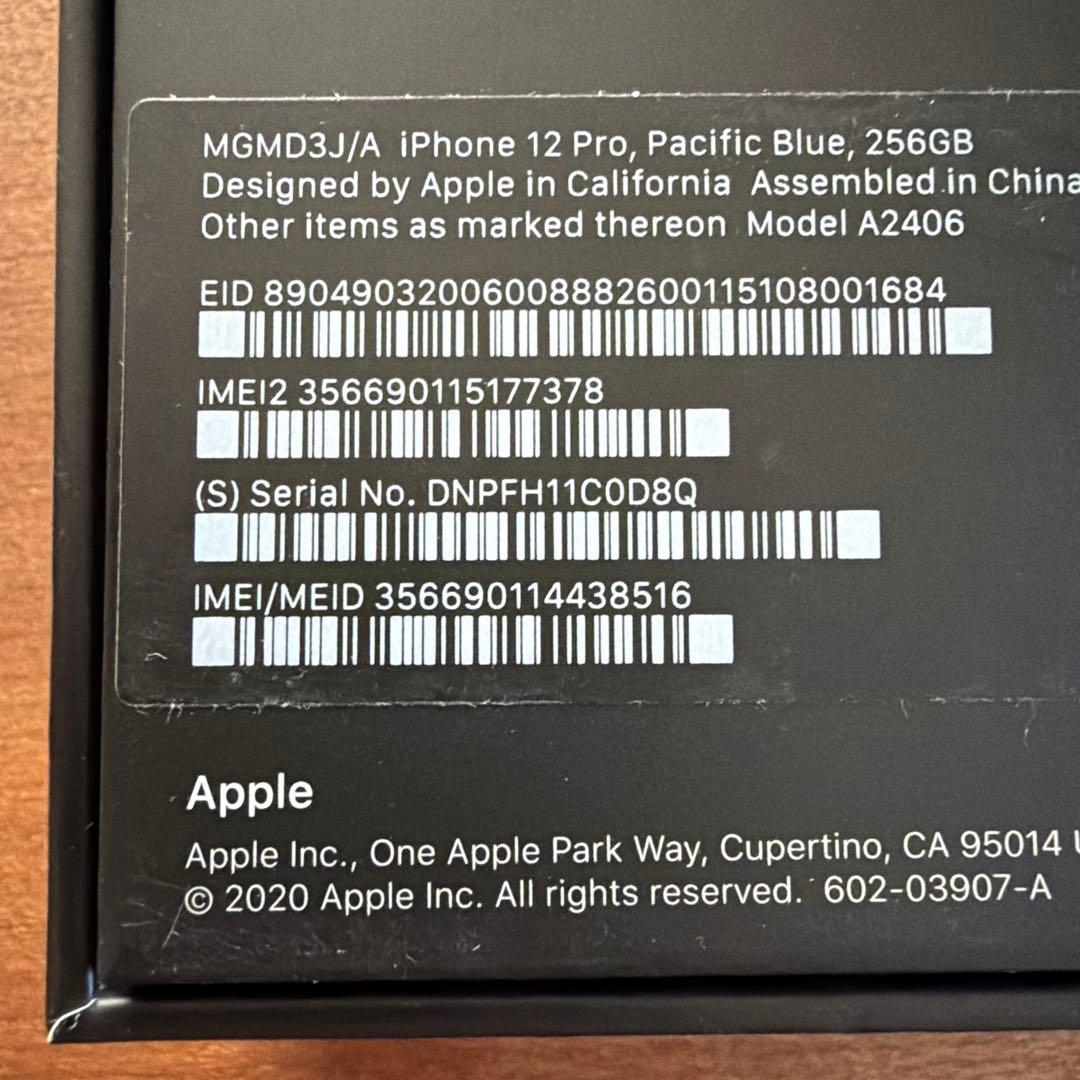 MGMD3J/A iPhone 12 Pro, Pacific Blue, 256GB
Designed by Apple in California Assembled in China
Other items as marked thereon Model A2406
EID 89049032006008882600115108001684
IMEI2 356690115177378
(S) Serial No. DNPFH11C0D8Q
IMEI/MEID 356690114438516
Apple
Apple Inc., One Apple Park Way, Cupertino, CA 95014
© 2020 Apple Inc. All rights reserved. 602-03907-A